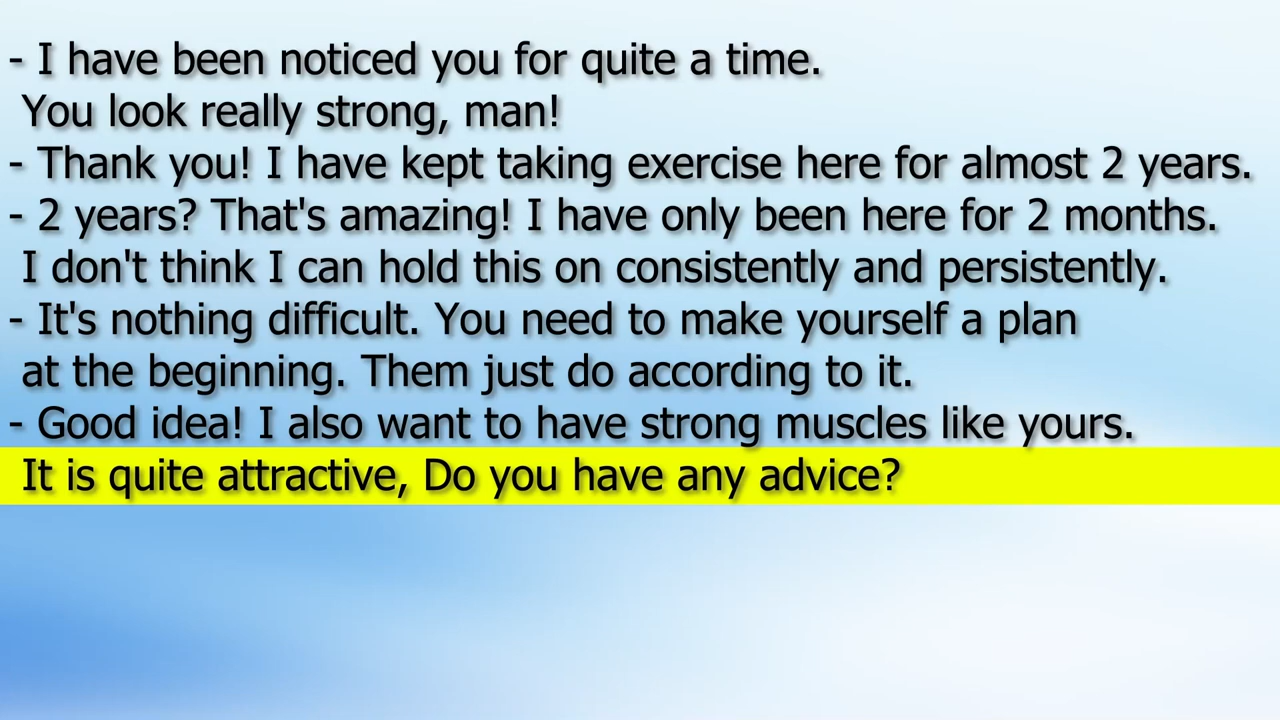 - I have been noticed you for quite a time.
You look really strong, man!
- Thank you! I have kept taking exercise here for almost 2 years.
- 2 years? That's amazing! I have only been here for 2 months.
I don't think I can hold this on consistently and persistently.
- It's nothing difficult. You need to make yourself a plan
at the beginning. Them just do according to it.
- Good idea! I also want to have strong muscles like yours.
It is quite attractive, Do you have any advice?